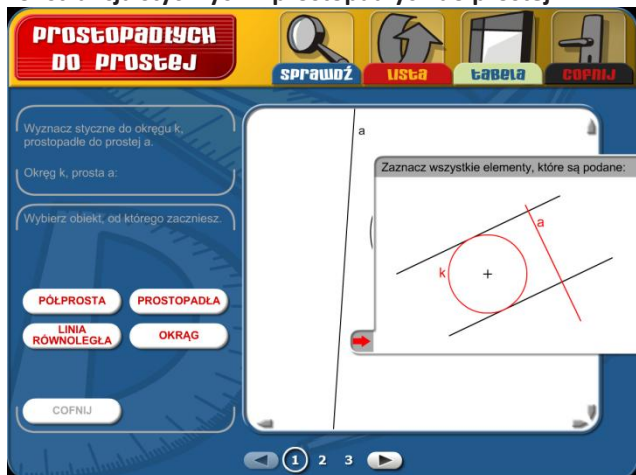 PROSTOPADŁYCH
DO PROSTEJ
SPRAWDŹ
LISTA
TABELA
COFNIJ
Wyznacz styczne do okręgu k,
prostopadłe do prostej a.
Okręg k, prosta a:
Wybierz obiekt, od którego zaczniesz.
PÓŁPROSTA
PROSTOPADŁA
LINIA
RÓWNOLEGŁA
OKRĄG
COFNIJ
a
Zaznacz wszystkie elementy, które są podane:
a
k
1 2 3